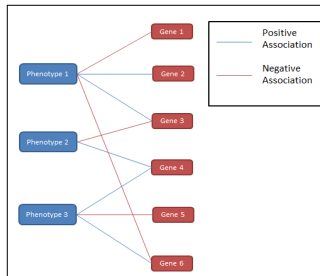 Gene 1
Positive
Association
Phenotype 1
Gene 2
Negative
Association
Gene 3
Phenotype 2
Gene 4
Phenotype 3
Gene 5
Gene 6